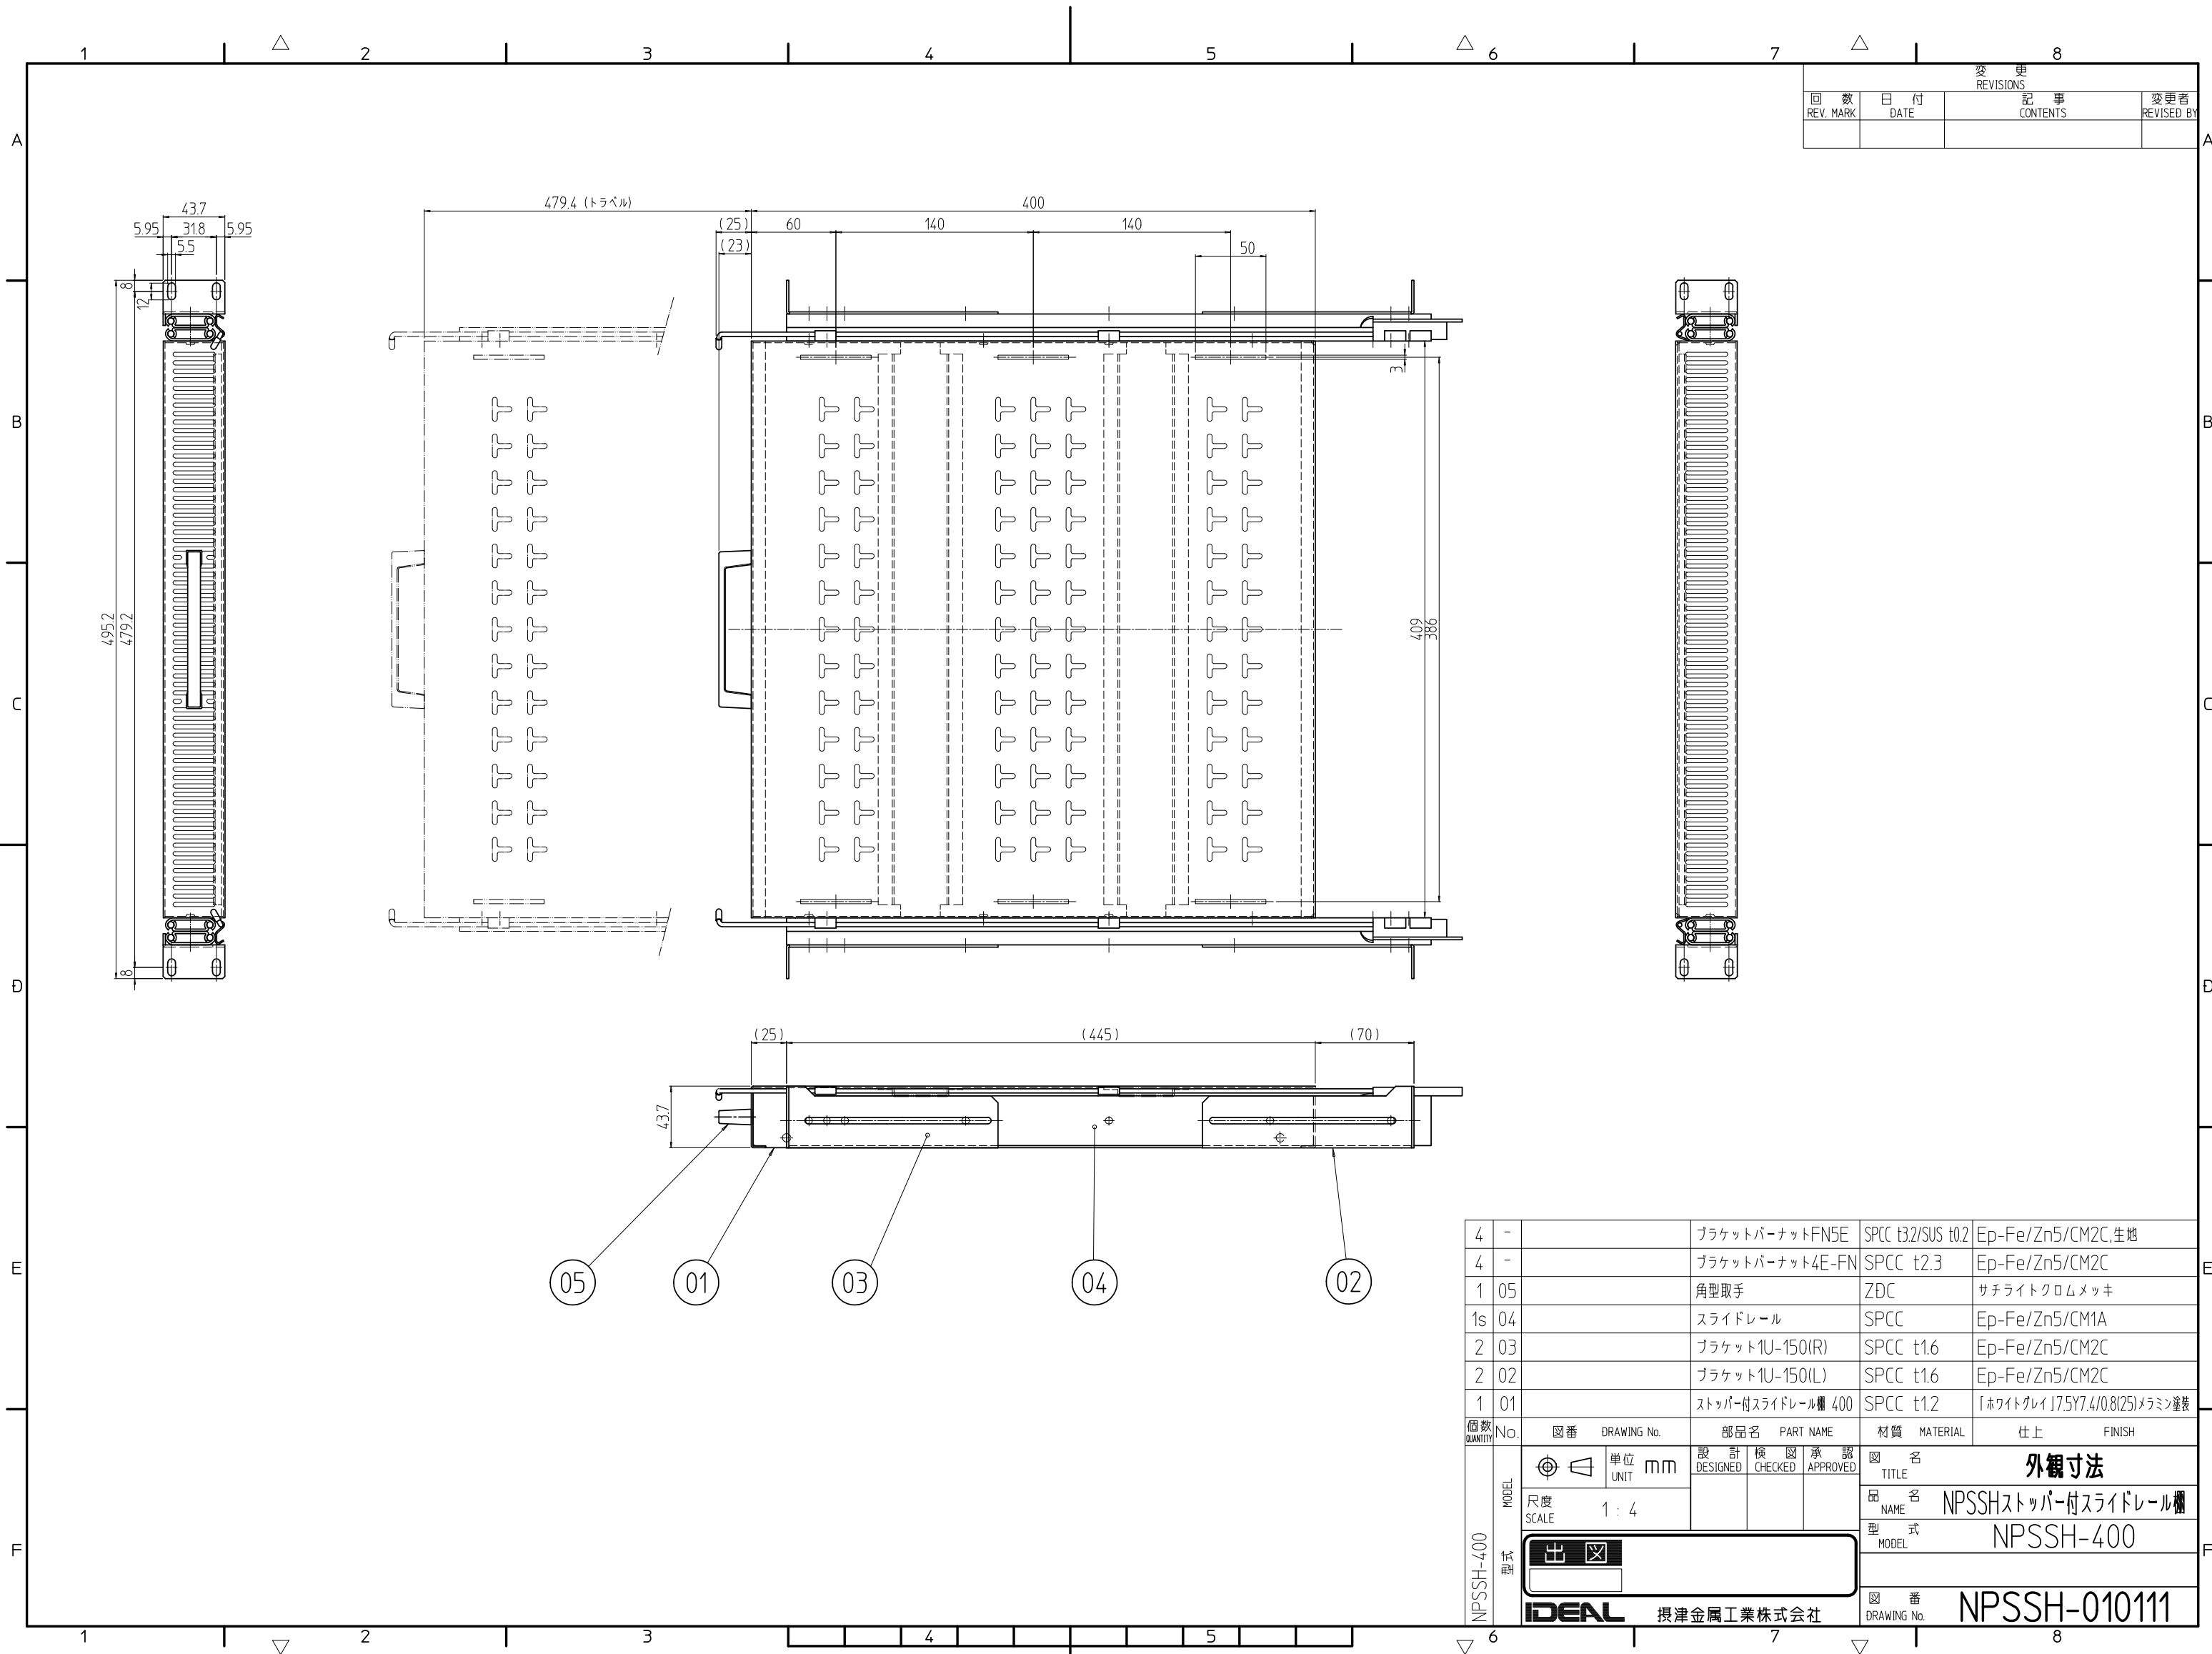 1 2 3 4 5 6 7 8
A
B
C
D
E
F
変更
REVISIONS
回数 日付 記事 変更者
REV. MARK DATE CONTENTS REVISED BY
43.7
5.95 31.8 5.95
5.5
8
12
495.2
479.2
8
479.4 (トラベル)
400
(25) 60 140 140
(23)
50
3
409
386
(25) (445) (70)
43.7
05 01 03 04 02
4 - ブラケットバーナットFN5E SPCC t3.2/SUS t0.2 Ep-Fe/Zn5/CM2C,生地
4 - ブラケットバーナット4E-FN SPCC t2.3 Ep-Fe/Zn5/CM2C
1 05 角型取手 ZDC サチライトクロムメッキ
1s 04 スライドレール SPCC Ep-Fe/Zn5/CM1A
2 03 ブラケット1U-150(R) SPCC t1.6 Ep-Fe/Zn5/CM2C
2 02 ブラケット1U-150(L) SPCC t1.6 Ep-Fe/Zn5/CM2C
1 01 ストッパー付スライドレール棚 400 SPCC t1.2 「ホワイトグレイ」7.5Y7.4/0.8(25)メラミン塗装
個数 QUANTITY No. 図番 DRAWING No. 部品名 PART NAME 材質 MATERIAL 仕上 FINISH
NPSSH-400
型式 MODEL
単位 UNIT mm
尺度 SCALE 1:4
設計 DESIGNED 検図 CHECKED 承認 APPROVED
図名 TITLE 外観寸法
品名 NAME NPSSHストッパー付スライドレール棚
型式 MODEL NPSSH-400
図番 DRAWING No. NPSSH-010111
出図
IDEAL 摂津金属工業株式会社
A
B
C
D
E
F
1 2 3 4 5 6 7 8